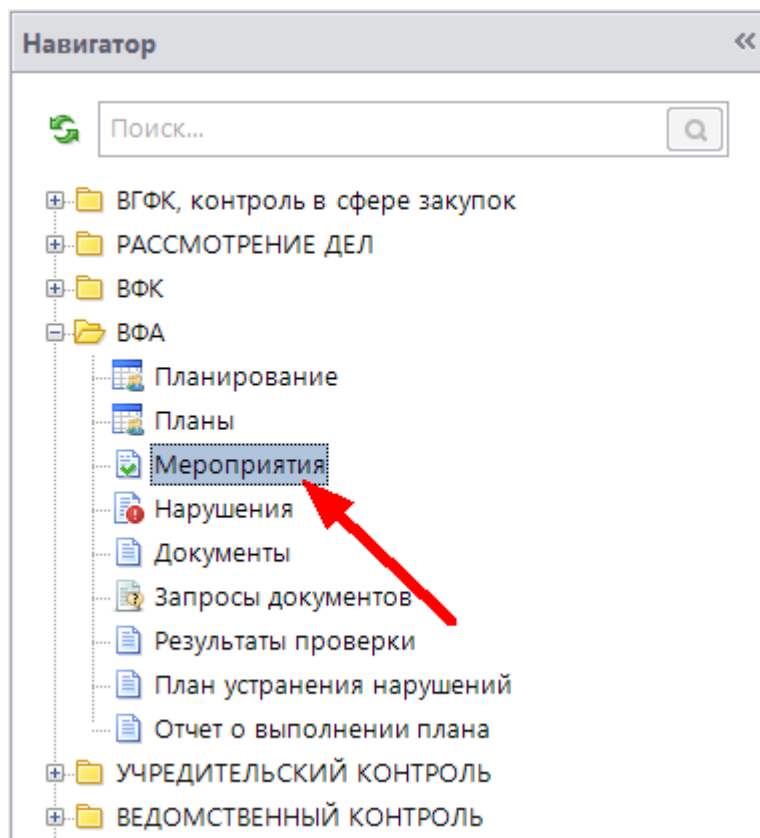 Навигатор
Поиск...
ВГФК, контроль в сфере закупок
РАССМОТРЕНИЕ ДЕЛ
ВФК
ВФА
Планирование
Планы
Мероприятия
Нарушения
Документы
Запросы документов
Результаты проверки
План устранения нарушений
Отчет о выполнении плана
УЧРЕДИТЕЛЬСКИЙ КОНТРОЛЬ
ВЕДОМСТВЕННЫЙ КОНТРОЛЬ